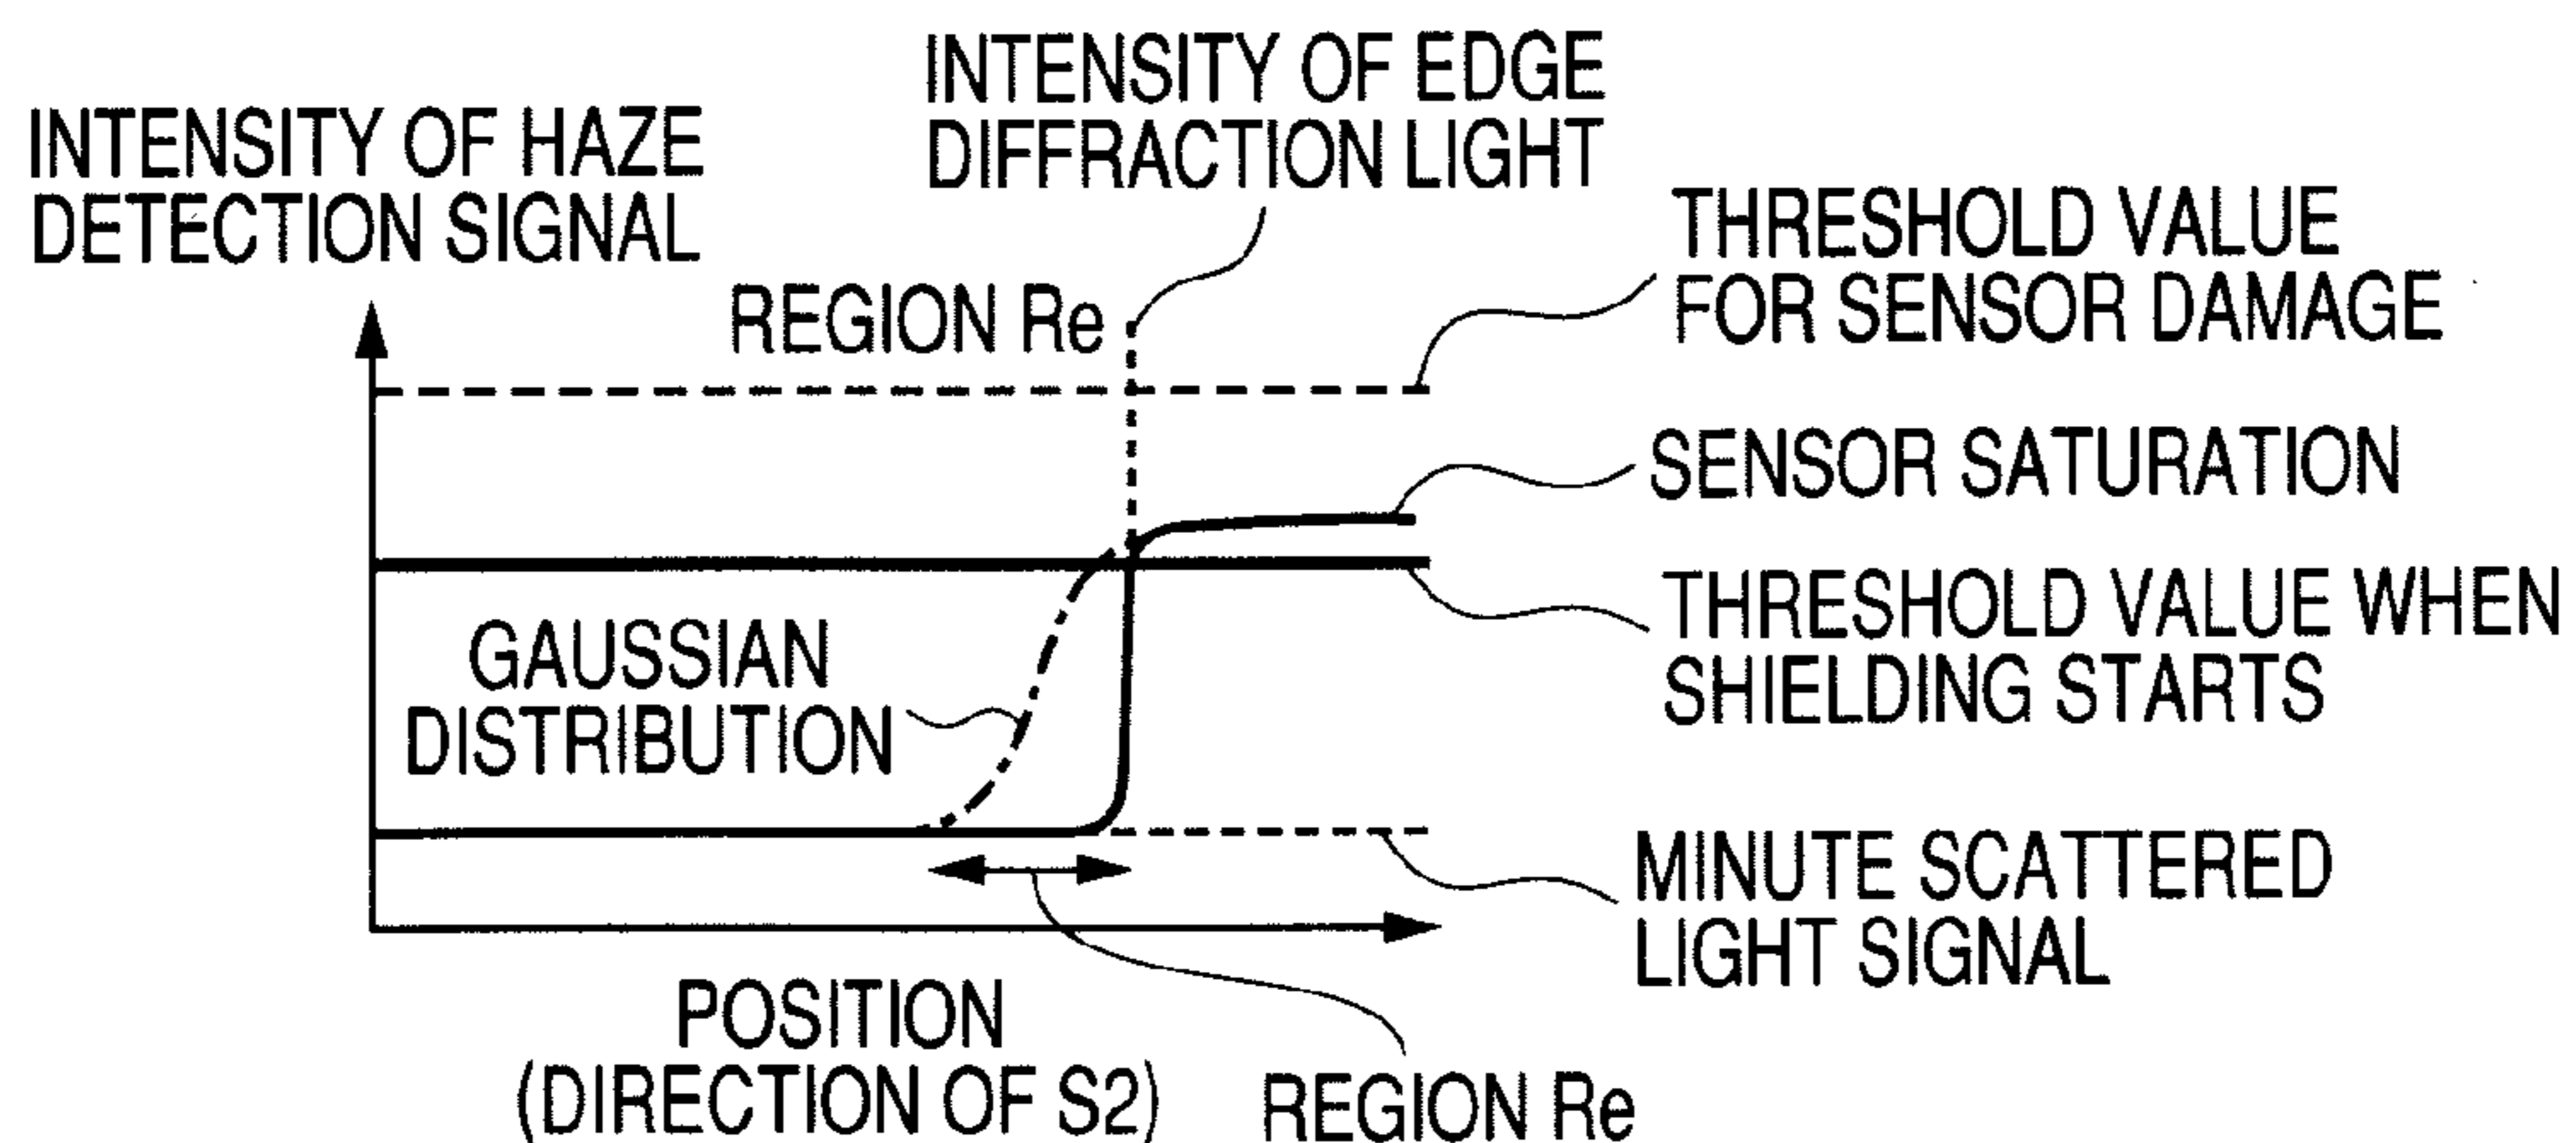 INTENSITY OF EDGE
DIFFRACTION LIGHT
INTENSITY OF HAZE
DETECTION SIGNAL
THRESHOLD VALUE
FOR SENSOR DAMAGE
REGION Re
SENSOR SATURATION
THRESHOLD VALUE WHEN
SHIELDING STARTS
GAUSSIAN
DISTRIBUTION
MINUTE SCATTERED
LIGHT SIGNAL
POSITION
(DIRECTION OF S2)
REGION Re